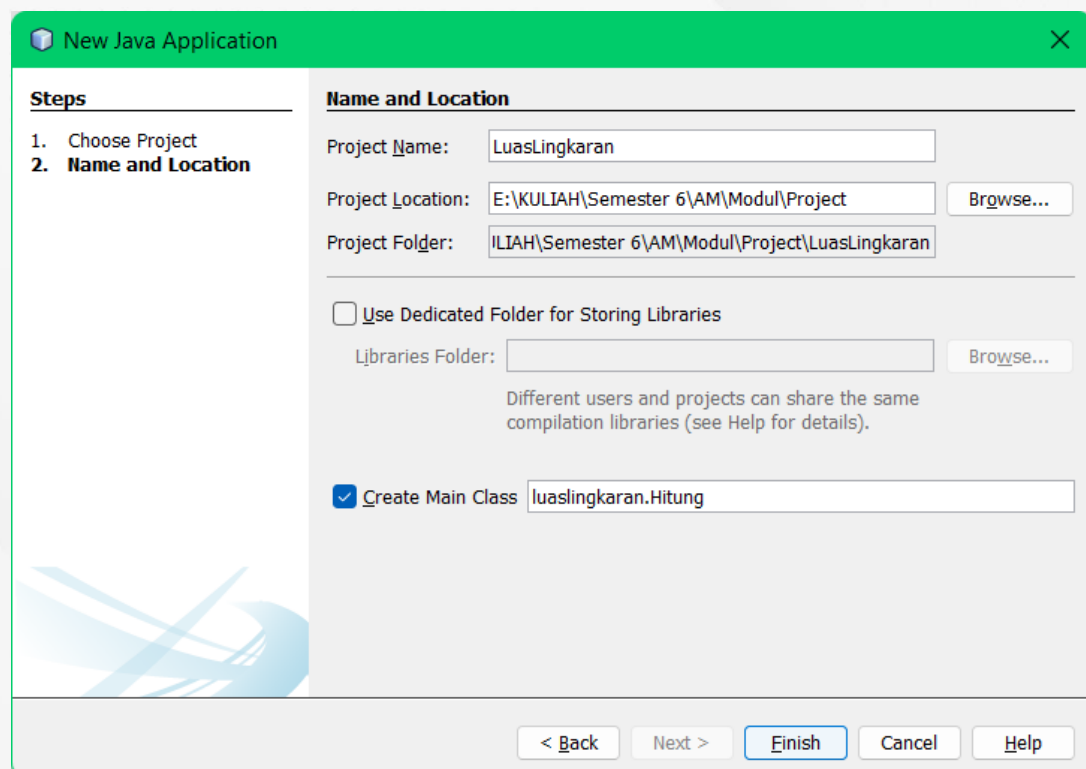 New Java Application
Steps
1. Choose Project
2. Name and Location
Name and Location
Project Name: LuasLingkaran
Project Location: E:\KULIAH\Semester 6\AM\Modul\Project Browse...
Project Folder: ILIAH\Semester 6\AM\Modul\Project\LuasLingkaran
Use Dedicated Folder for Storing Libraries
Libraries Folder: Browse...
Different users and projects can share the same
compilation libraries (see Help for details).
Create Main Class luaslingkaran.Hitung
< Back Next > Finish Cancel Help